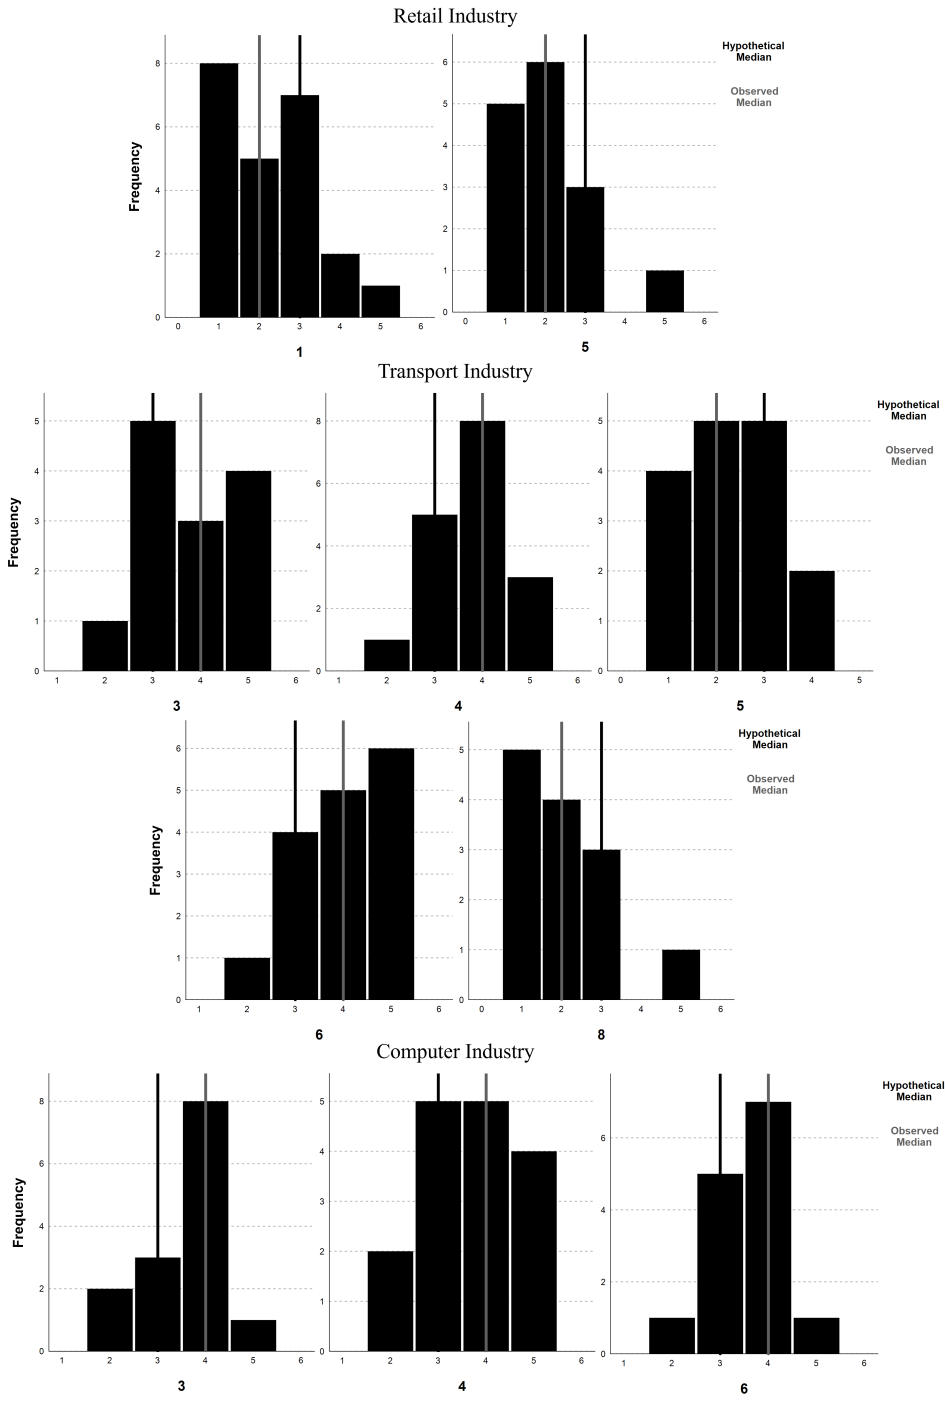 Retail Industry
Frequency
8
6
4
2
0
0 1 2 3 4 5 6
1
6
5
4
3
2
1
0
0 1 2 3 4 5 6
5
Hypothetical
Median
Observed
Median
Transport Industry
Frequency
5
4
3
2
1
0
1 2 3 4 5 6
3
8
6
4
2
0
1 2 3 4 5 6
4
5
4
3
2
1
0
0 1 2 3 4 5
5
Hypothetical
Median
Observed
Median
Frequency
6
5
4
3
2
1
0
1 2 3 4 5 6
6
5
4
3
2
1
0
0 1 2 3 4 5 6
8
Hypothetical
Median
Observed
Median
Computer Industry
Frequency
8
6
4
2
0
1 2 3 4 5 6
3
5
4
3
2
1
0
1 2 3 4 5 6
4
6
4
2
0
1 2 3 4 5 6
6
Hypothetical
Median
Observed
Median